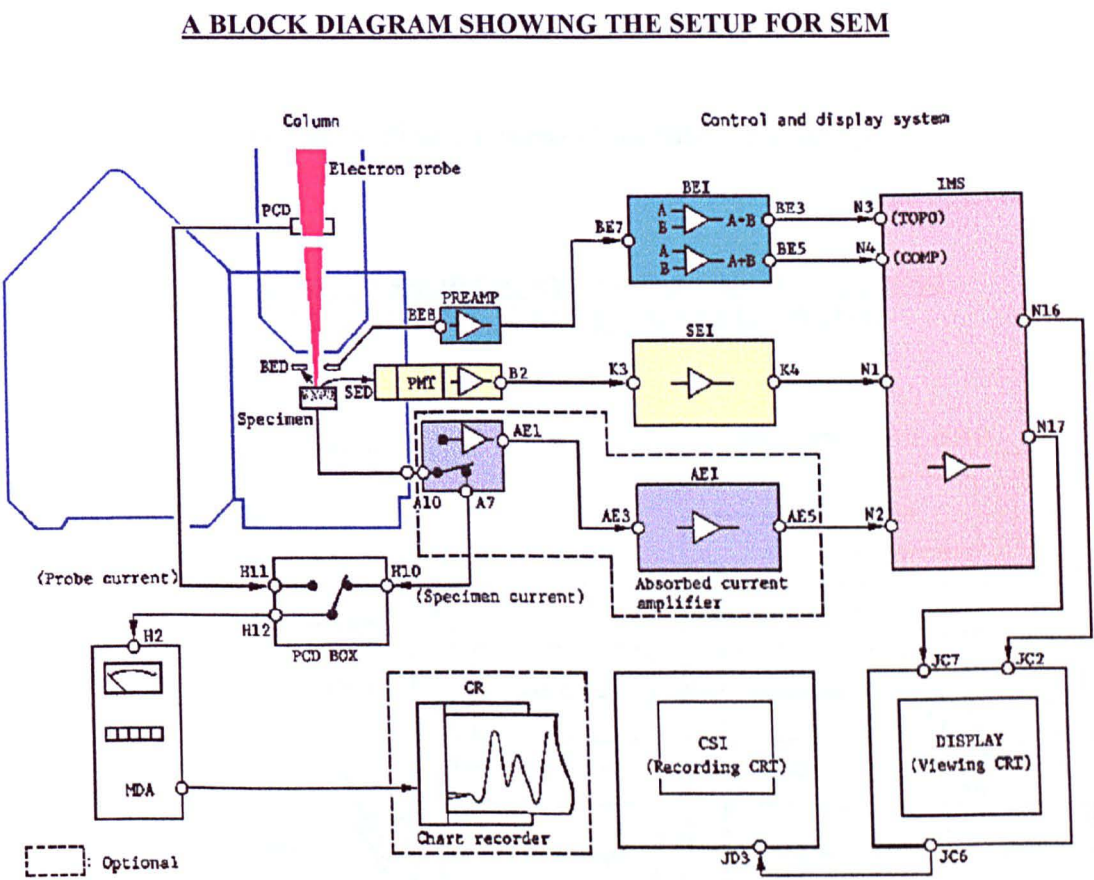 A BLOCK DIAGRAM SHOWING THE SETUP FOR SEM
Column
Control and display system
Electron probe
PCD
BEI
IMS
A
B
A-B
BE3
N3
(TOPO)
BE7
A
B
A+B
BE5
N4
(COMP)
PREAMP
BE8
N16
SEI
BED
SED
PMT
B2
K3
K4
N1
Specimen
N17
AE1
A10
A7
AEI
AE3
AE5
N2
Absorbed current
amplifier
(Probe current)
H11
H10
(Specimen current)
H12
PCD BOX
H2
JC7
JC2
CR
CSI
(Recording CRT)
DISPLAY
(Viewing CRT)
MDA
Chart recorder
JD3
JC6
: Optional